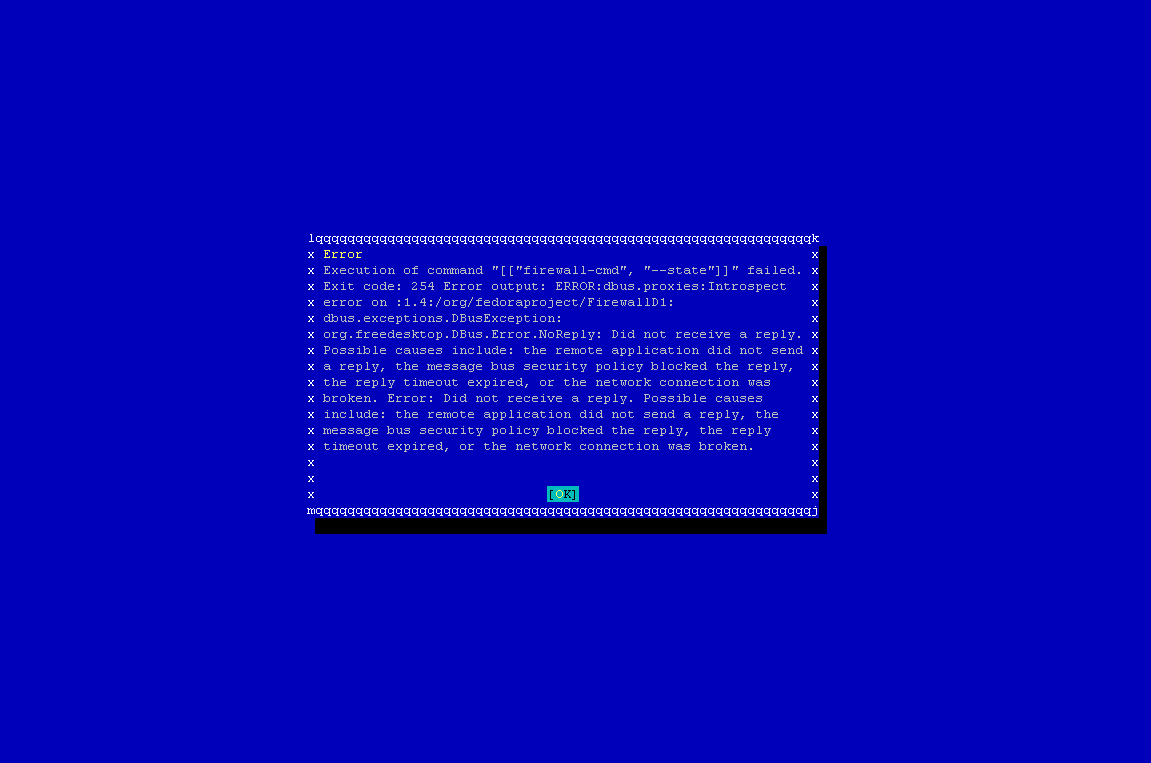 lqqqqqqqqqqqqqqqqqqqqqqqqqqqqqqqqqqqqqqqqqqqqqqqqqqqqqqqqqqqqqqk
x Error x
x Execution of command "[["firewall-cmd", "--state"]]" failed. x
x Exit code: 254 Error output: ERROR:dbus.proxies:Introspect x
x error on :1.4:/org/fedoraproject/FirewallD1: x
x dbus.exceptions.DBusException: x
x org.freedesktop.DBus.Error.NoReply: Did not receive a reply. x
x Possible causes include: the remote application did not send x
x a reply, the message bus security policy blocked the reply, x
x the reply timeout expired, or the network connection was x
x broken. Error: Did not receive a reply. Possible causes x
x include: the remote application did not send a reply, the x
x message bus security policy blocked the reply, the reply x
x timeout expired, or the network connection was broken. x
x x
x x
x [OK] x
mqqqqqqqqqqqqqqqqqqqqqqqqqqqqqqqqqqqqqqqqqqqqqqqqqqqqqqqqqqqqqqj